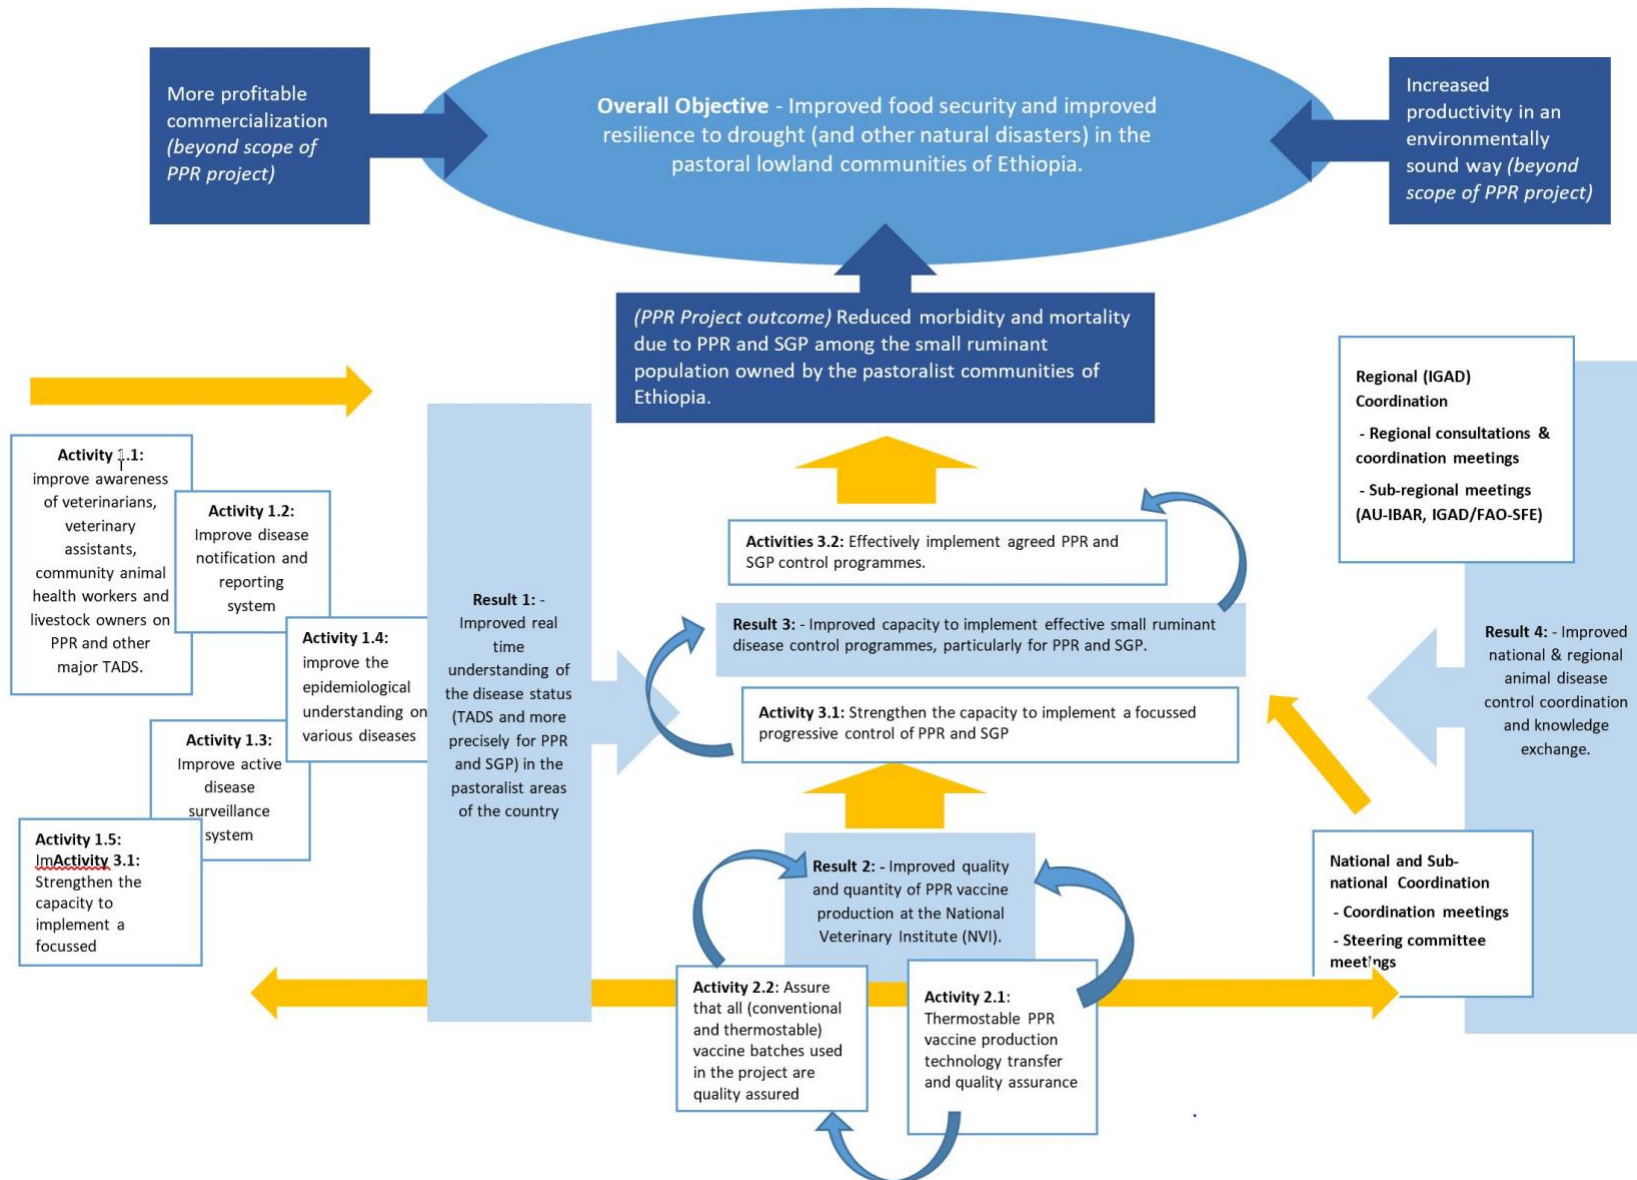 More profitable
commercialization
(beyond scope of
PPR project)
Overall Objective - Improved food security and improved
resilience to drought (and other natural disasters) in the
pastoral lowland communities of Ethiopia.
Increased
productivity in an
environmentally
sound way (beyond
scope of PPR project)
(PPR Project outcome) Reduced morbidity and mortality
due to PPR and SGP among the small ruminant
population owned by the pastoralist communities of
Ethiopia.
Activity 1.1:
improve awareness
of veterinarians,
veterinary
assistants,
community animal
health workers and
livestock owners on
PPR and other
major TADS.
Activity 1.2:
Improve disease
notification and
reporting
system
Activity 1.4:
improve the
epidemiological
understanding on
various diseases
Activity 1.3:
Improve active
disease
surveillance
system
Activity 1.5:
ImActivity 3.1:
Strengthen the
capacity to
implement a
focussed
Result 1: -
Improved real
time
understanding of
the disease status
(TADS and more
precisely for PPR
and SGP) in the
pastoralist areas
of the country
Activities 3.2: Effectively implement agreed PPR and
SGP control programmes.
Result 3: - Improved capacity to implement effective small ruminant
disease control programmes, particularly for PPR and SGP.
Activity 3.1: Strengthen the capacity to implement a focussed
progressive control of PPR and SGP
Result 2: - Improved quality
and quantity of PPR vaccine
production at the National
Veterinary Institute (NVI).
Activity 2.2: Assure
that all (conventional
and thermostable)
vaccine batches used
in the project are
quality assured
Activity 2.1:
Thermostable PPR
vaccine production
technology transfer
and quality assurance
Regional (IGAD)
Coordination
- Regional consultations &
coordination meetings
- Sub-regional meetings
(AU-IBAR, IGAD/FAO-SFE)
Result 4: - Improved
national & regional
animal disease
control coordination
and knowledge
exchange.
National and Sub-
national Coordination
- Coordination meetings
- Steering committee
meetings